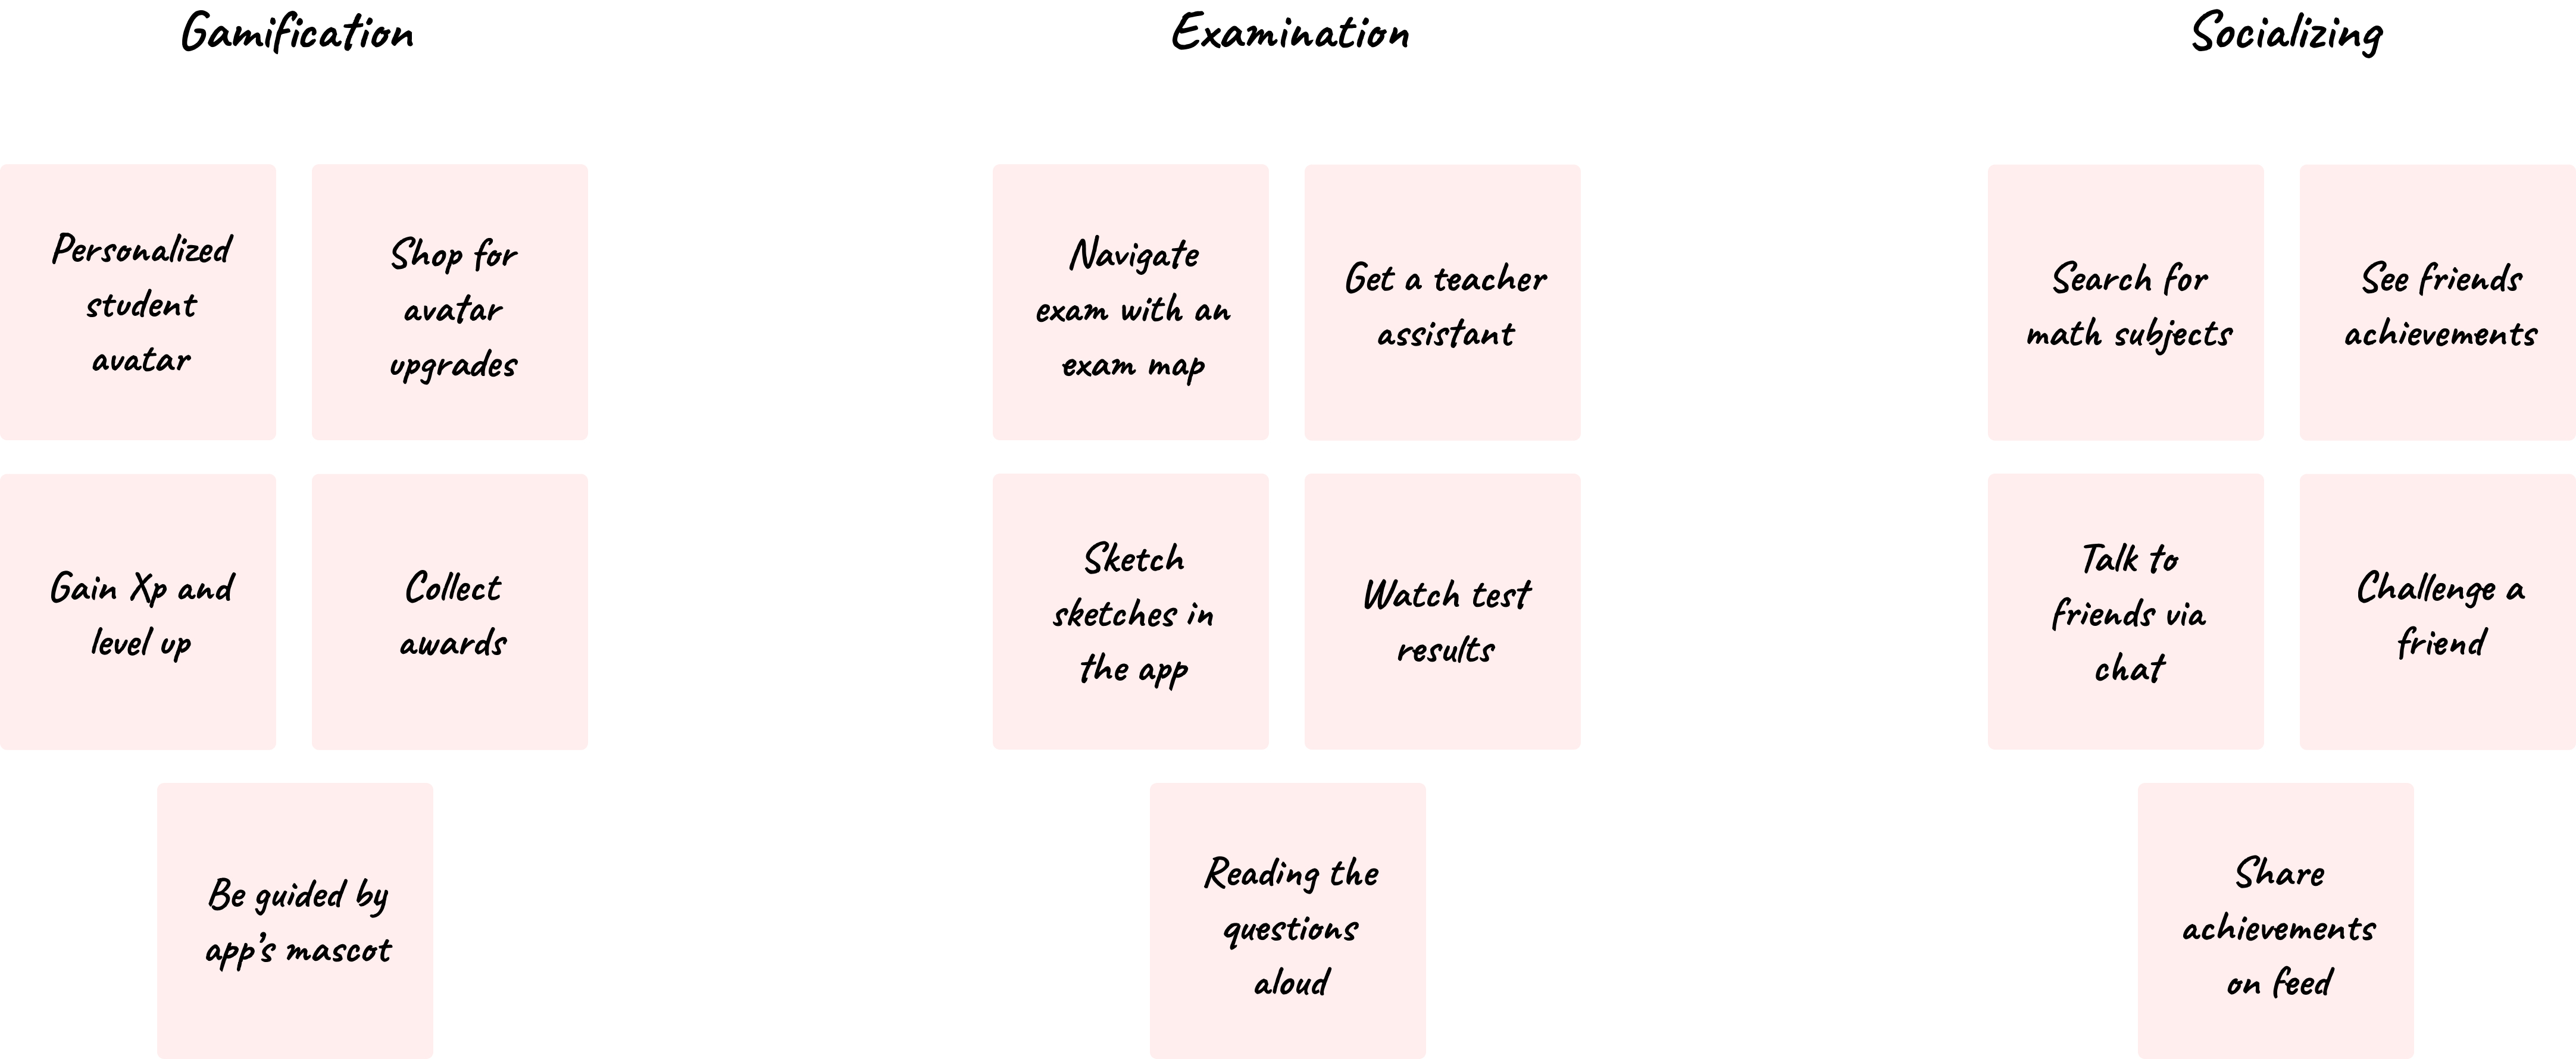 Gamification
Personalized
student
avatar
Shop for
avatar
upgrades
Gain Xp and
level up
Collect
awards
Be guided by
app's mascot
Examination
Navigate
exam with an
exam map
Get a teacher
assistant
Sketch
sketches in
the app
Watch test
results
Reading the
questions
aloud
Socializing
Search for
math subjects
See friends
achievements
Talk to
friends via
chat
Challenge a
friend
Share
achievements
on feed